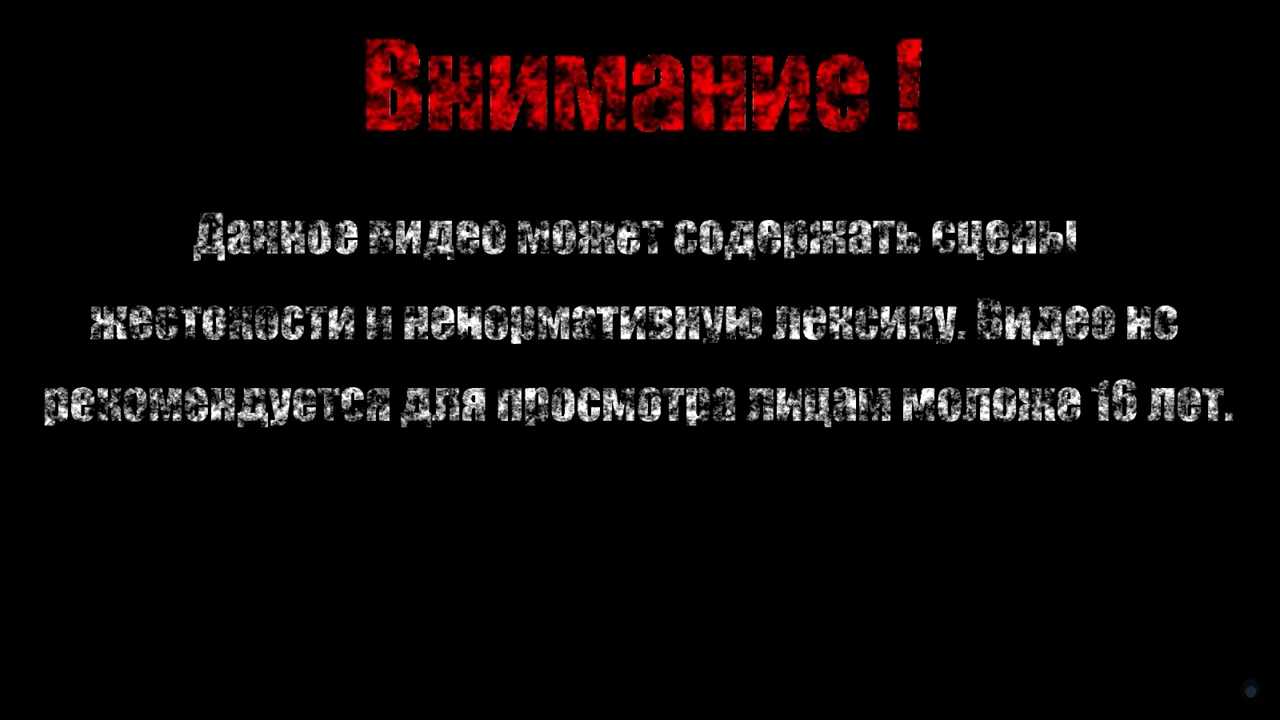 Внимание !
Данное видео может содержать сцены
жестокости и ненормативную лексику. Видео не
рекомендуется для просмотра лицам моложе 16 лет.